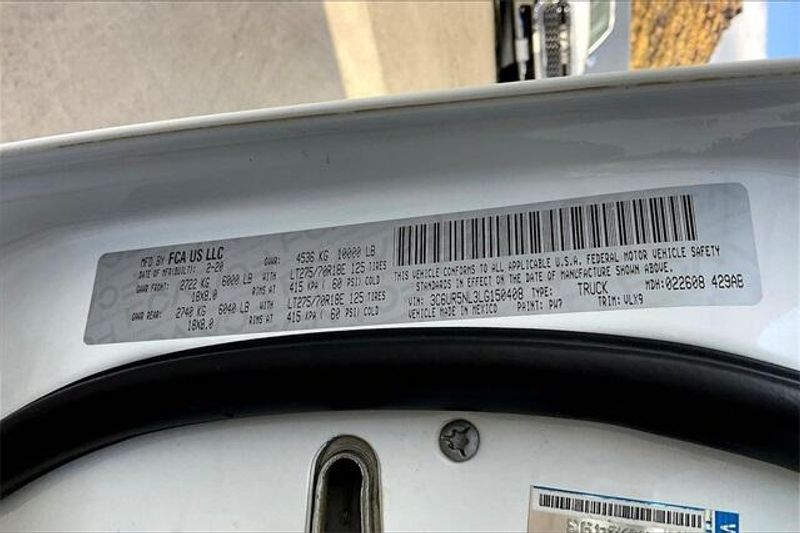 MFD BY FCA US LLC GVWR: 4536 KG 10000 LB
DATE OF MFR(BUILT): 2-20
GAWR FRONT: 2722 KG 6000 LB WITH LT275/70R18E 125 TIRES
18X8.0 RIMS AT 415 KPA ( 60 PSI) COLD
GWAR REAR: 2740 KG 6040 LB WITH LT275/70R18E 125 TIRES
18X8.0 RIMS AT 415 KPA ( 60 PSI) COLD
THIS VEHICLE CONFORMS TO ALL APPLICABLE U.S.A. FEDERAL MOTOR VEHICLE SAFETY
STANDARDS IN EFFECT ON THE DATE OF MANUFACTURE SHOWN ABOVE.
VIN: 3C6UR5NL3LG150408 TYPE: TRUCK MDH:022608 429AB
VEHICLE MADE IN MEXICO PAINT: PW7 TRIM: VLX9